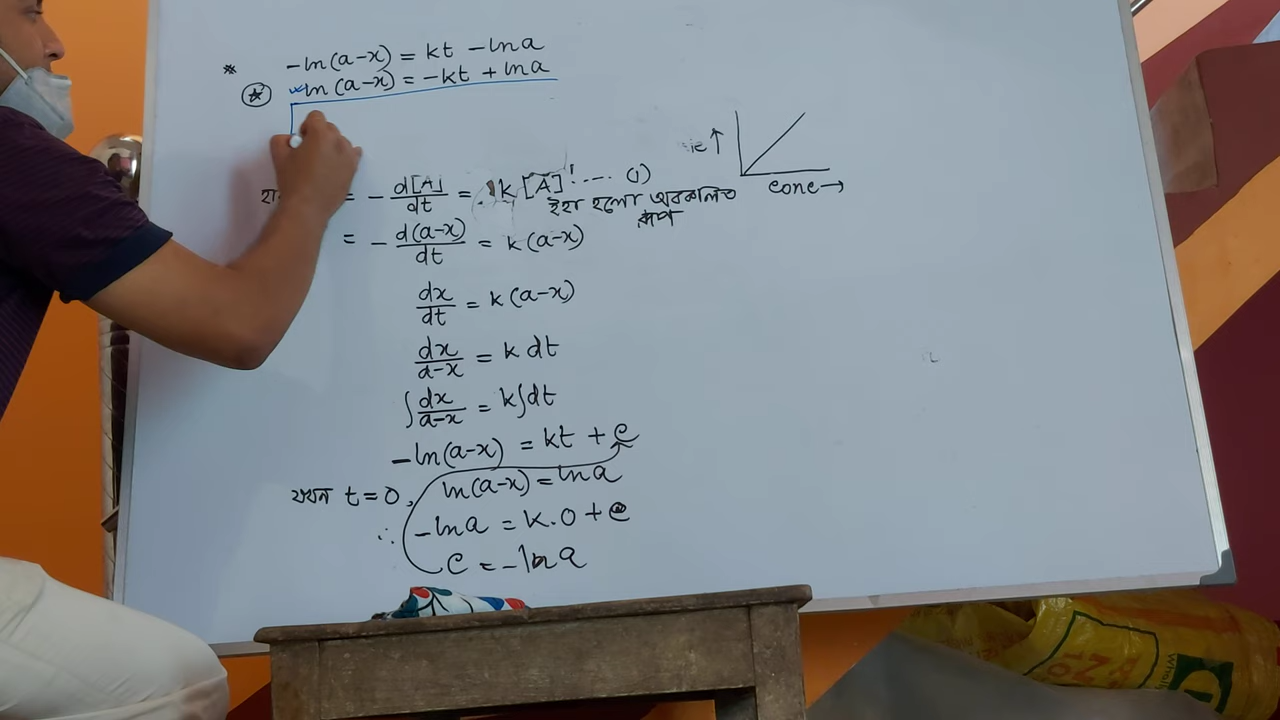 * -ln(a-x) = kt - lna
* ln(a-x) = -kt + lna
= - d[A]/dt = k[A]¹ ---- (1)
ইহা হলো অবকলিত
রূপ
= - d(a-x)/dt = k(a-x)
dx/dt = k(a-x)
dx/a-x = k dt
∫dx/a-x = k∫dt
-ln(a-x) = kt + c
যখন t=0, ln(a-x) = lna
∴ -lna = k.0 + c
c = -lna
conc→